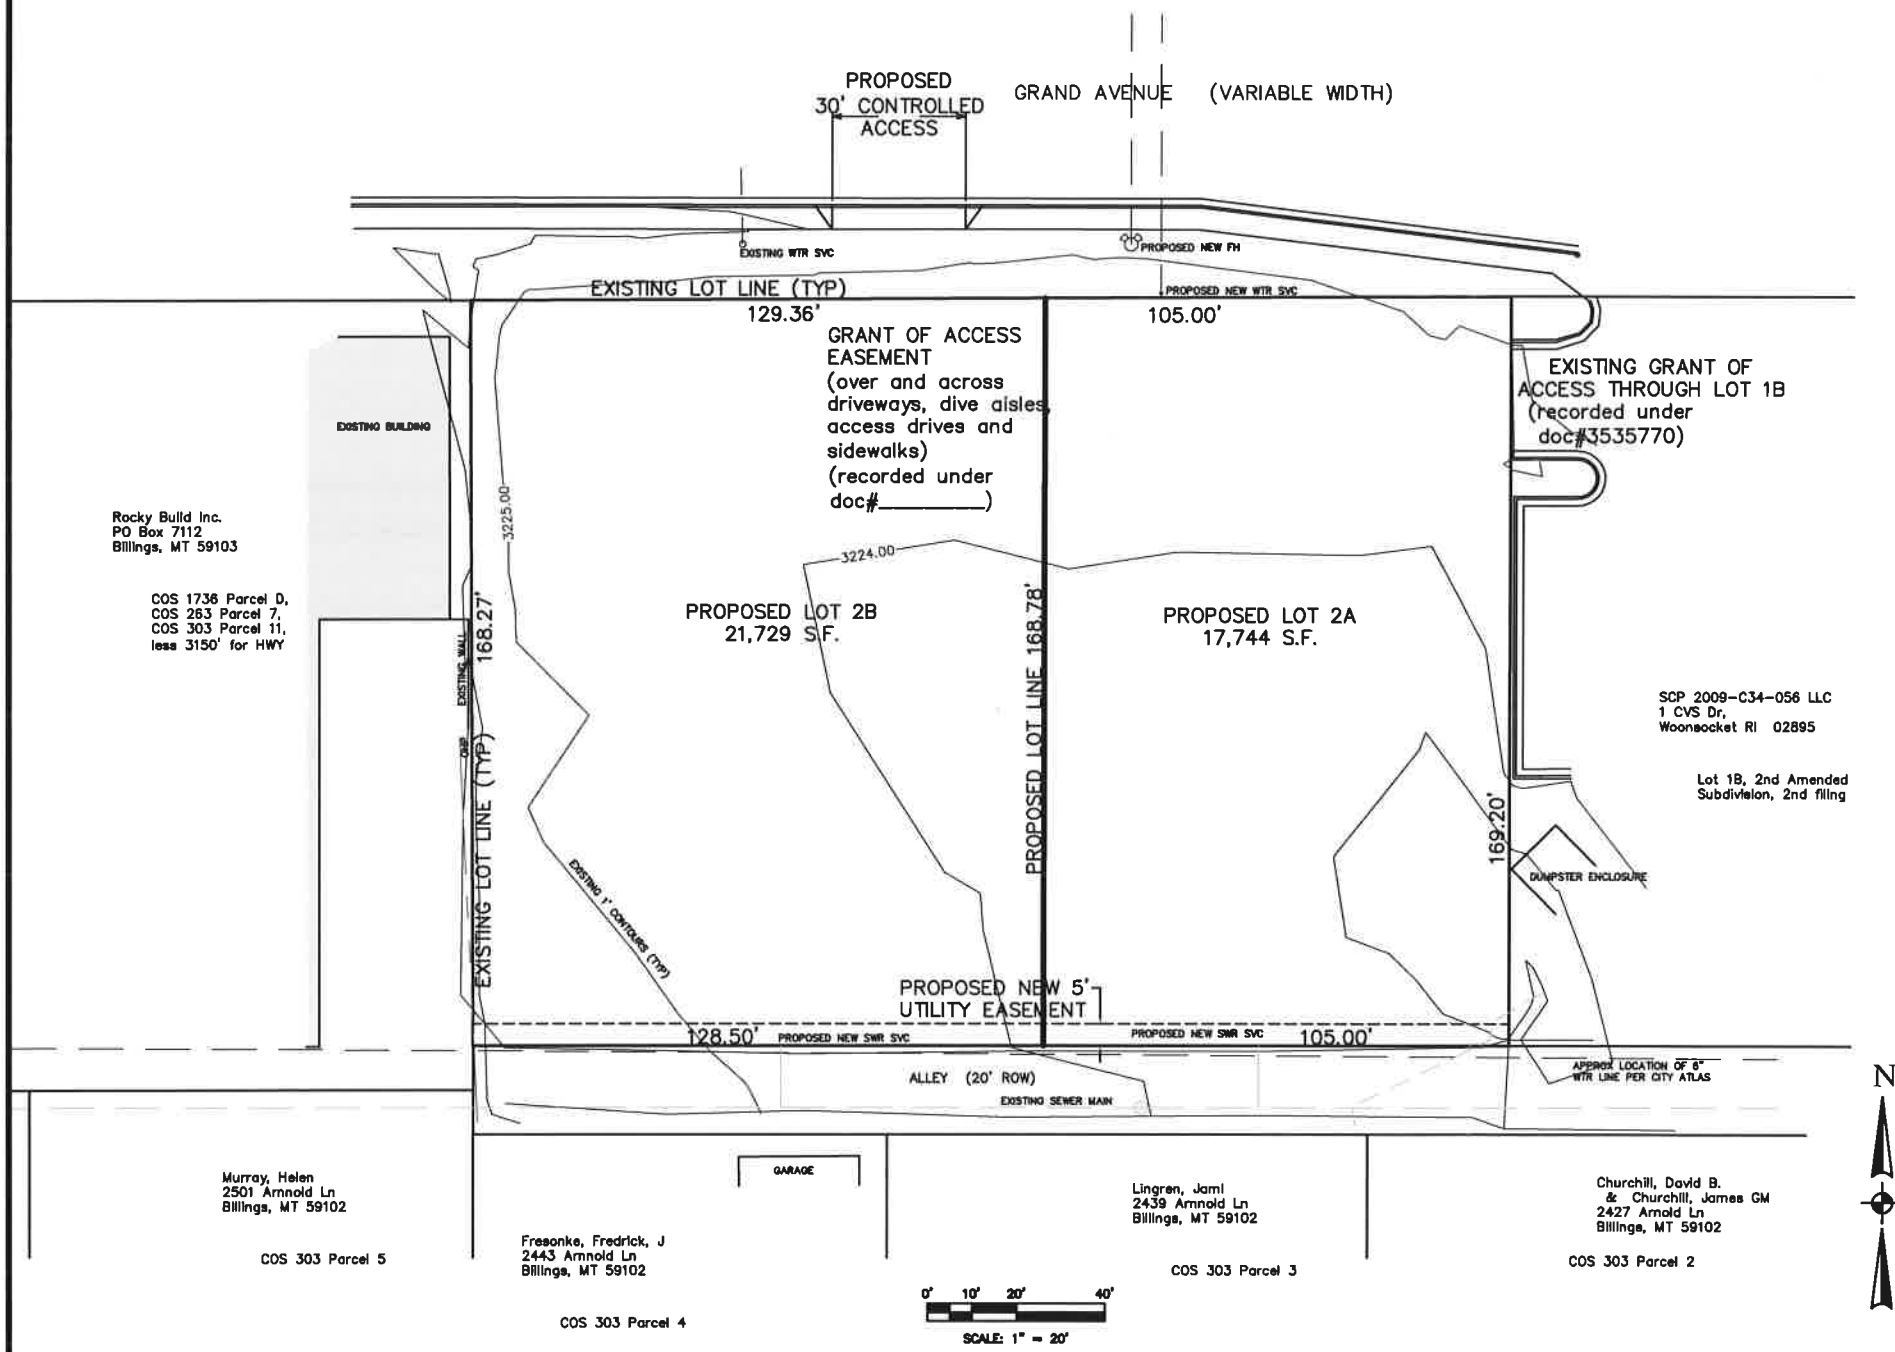 PROPOSED
30' CONTROLLED
ACCESS
GRAND AVENUE (VARIABLE WIDTH)
EXISTING WTR SVC
PROPOSED NEW FH
EXISTING LOT LINE (TYP)
PROPOSED NEW WTR SVC
129.36'
105.00'
GRANT OF ACCESS
EASEMENT
(over and across
driveways, dive aisles,
access drives and
sidewalks)
(recorded under
doc#________)
EXISTING GRANT OF
ACCESS THROUGH LOT 1B
(recorded under
doc#3535770)
EXISTING BUILDING
Rocky Build Inc.
PO Box 7112
Billings, MT 59103
COS 1736 Parcel D,
COS 263 Parcel 7,
COS 303 Parcel 11,
less 3150' for HWY
3225.00
3224.00
168.27'
EXISTING WALL
EXISTING LOT LINE (TYP)
PROPOSED LOT 2B
21,729 S.F.
PROPOSED LOT LINE 168.78'
PROPOSED LOT 2A
17,744 S.F.
SCP 2009-C34-056 LLC
1 CVS Dr,
Woonsocket RI 02895
Lot 1B, 2nd Amended
Subdivision, 2nd filing
169.20'
DUMPSTER ENCLOSURE
EXISTING 1' CONTOURS (TYP)
PROPOSED NEW 5'
UTILITY EASEMENT
128.50'
PROPOSED NEW SWR SVC
PROPOSED NEW SWR SVC
105.00'
ALLEY (20' ROW)
APPROX LOCATION OF 6"
WTR LINE PER CITY ATLAS
EXISTING SEWER MAIN
N
GARAGE
Murray, Helen
2501 Arnnold Ln
Billings, MT 59102
COS 303 Parcel 5
Fresonke, Fredrick, J
2443 Arnnold Ln
Billings, MT 59102
COS 303 Parcel 4
Lingren, Jami
2439 Arnnold Ln
Billings, MT 59102
COS 303 Parcel 3
Churchill, David B.
& Churchill, James GM
2427 Arnold Ln
Billings, MT 59102
COS 303 Parcel 2
0' 10' 20' 40'
SCALE: 1" = 20'